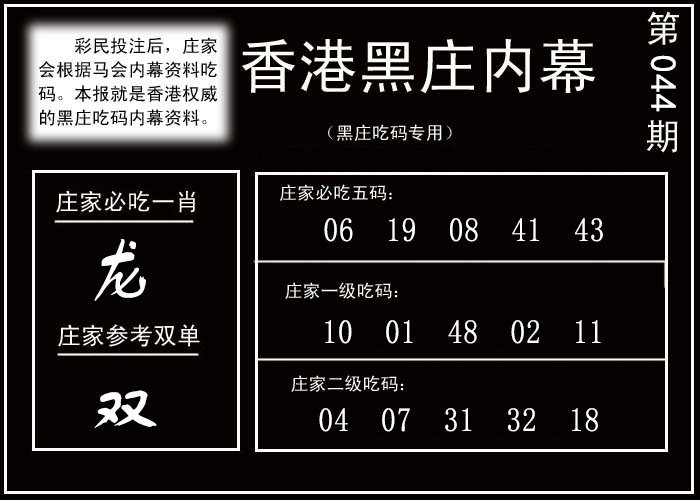 彩民投注后，庄家
会根据马会内幕资料吃
码。本报就是香港权威
的黑庄吃码内幕资料。
香港黑庄内幕
（黑庄吃码专用）
第044期
庄家必吃一肖
龙
庄家参考双单
双
庄家必吃五码：
06 19 08 41 43
庄家一级吃码：
10 01 48 02 11
庄家二级吃码：
04 07 31 32 18